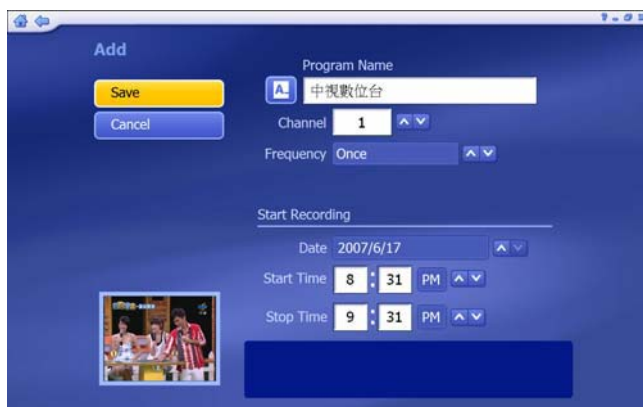 Add
Save
Cancel
Program Name
A
中視數位台
Channel 1
Frequency Once
Start Recording
Date 2007/6/17
Start Time 8 : 31 PM
Stop Time 9 : 31 PM